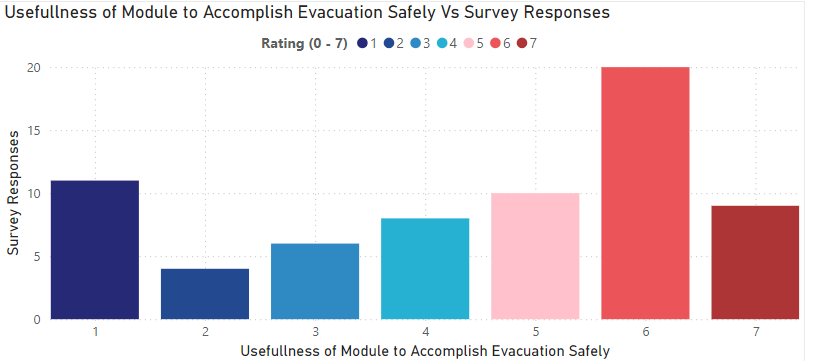 Usefullness of Module to Accomplish Evacuation Safely Vs Survey Responses
Rating (0 - 7) 1 2 3 4 5 6 7
Survey Responses
20
15
10
5
0
1 2 3 4 5 6 7
Usefullness of Module to Accomplish Evacuation Safely